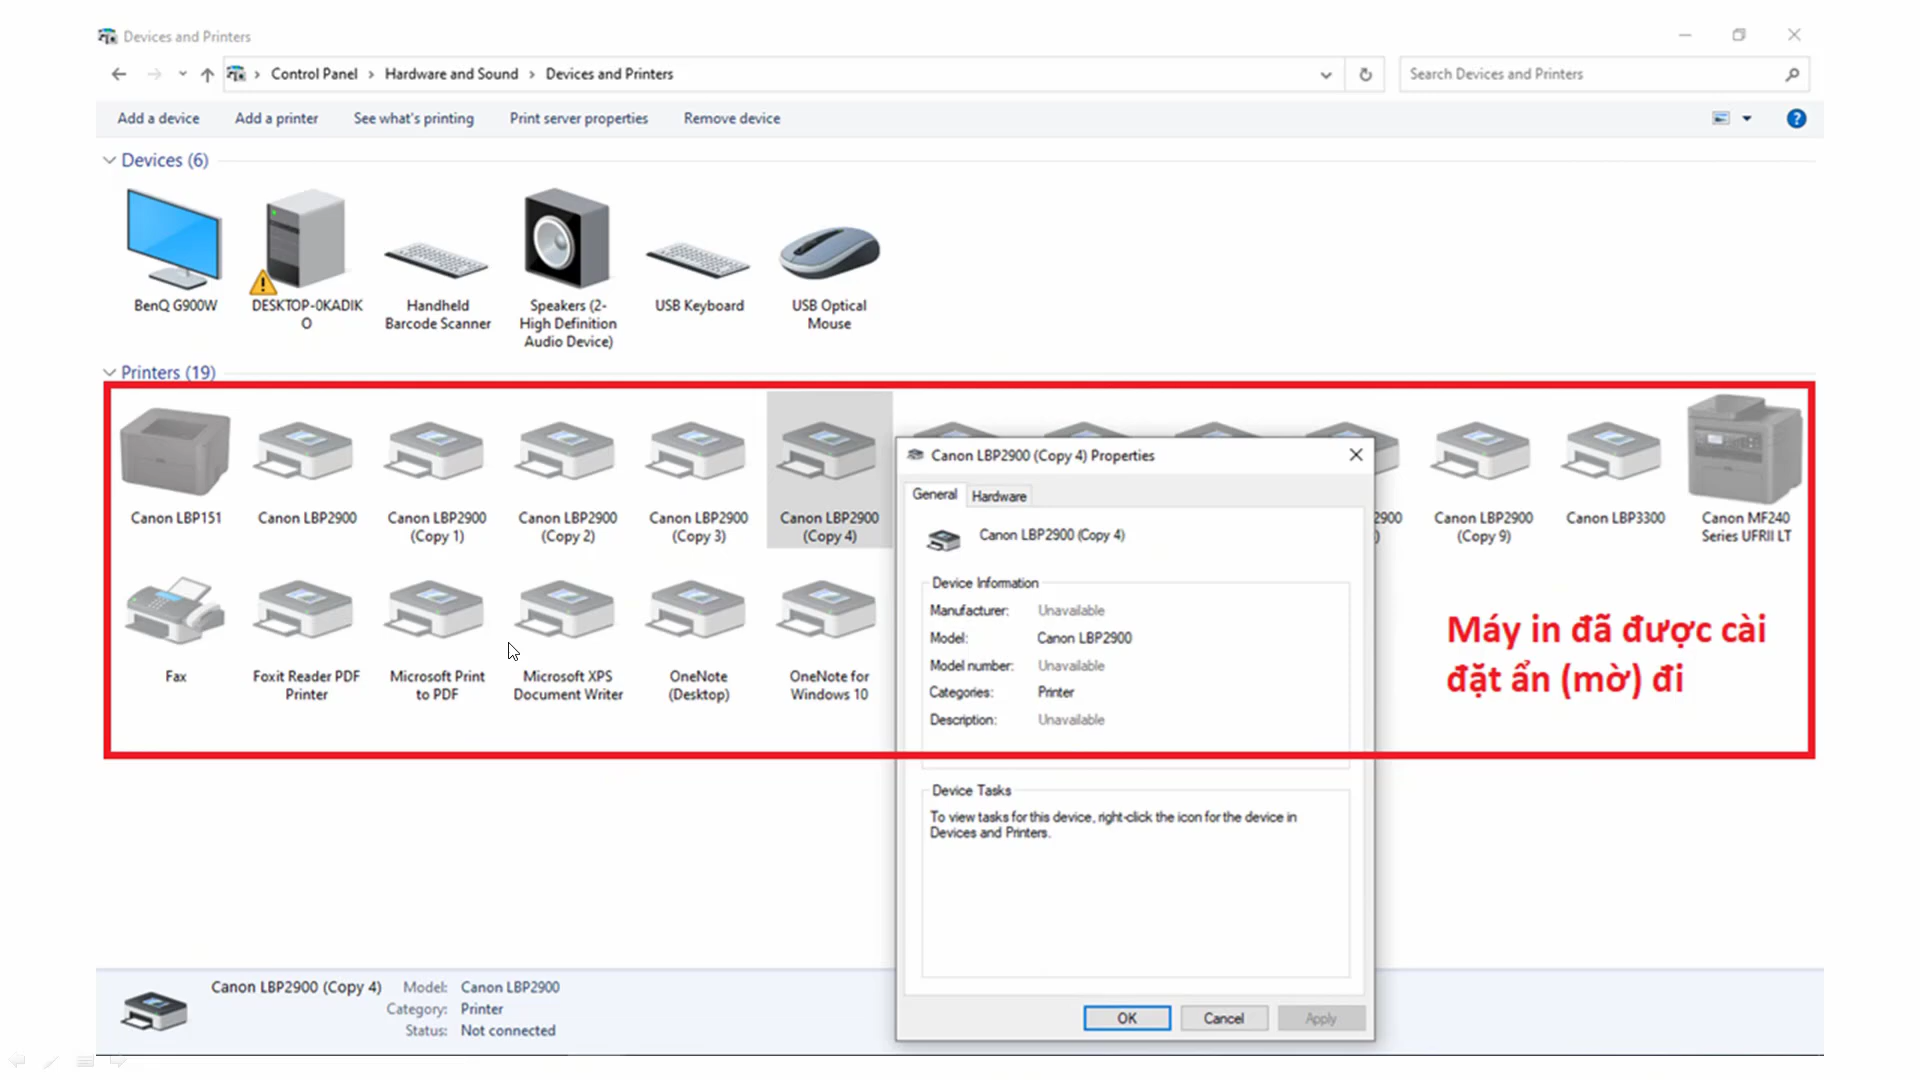 Devices and Printers
Control Panel › Hardware and Sound › Devices and Printers
Search Devices and Printers
Add a device
Add a printer
See what's printing
Print server properties
Remove device
Devices (6)
BenQ G900W
DESKTOP-0KADIK
O
Handheld
Barcode Scanner
Speakers (2-
High Definition
Audio Device)
USB Keyboard
USB Optical
Mouse
Printers (19)
Canon LBP151
Canon LBP2900
Canon LBP2900
(Copy 1)
Canon LBP2900
(Copy 2)
Canon LBP2900
(Copy 3)
Canon LBP2900
(Copy 4)
2900
)
Canon LBP2900
(Copy 9)
Canon LBP3300
Canon MF240
Series UFRII LT
Fax
Foxit Reader PDF
Printer
Microsoft Print
to PDF
Microsoft XPS
Document Writer
OneNote
(Desktop)
OneNote for
Windows 10
Máy in đã được cài
đặt ẩn (mờ) đi
Canon LBP2900 (Copy 4) Properties
General
Hardware
Canon LBP2900 (Copy 4)
Device Information
Manufacturer: Unavailable
Model: Canon LBP2900
Model number: Unavailable
Categories: Printer
Description: Unavailable
Device Tasks
To view tasks for this device, right-click the icon for the device in
Devices and Printers.
OK
Cancel
Apply
Canon LBP2900 (Copy 4)
Model: Canon LBP2900
Category: Printer
Status: Not connected